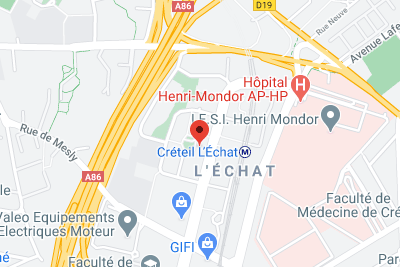 A86
D19
Rue Neuve
Avenue Lafe
Hôpital
Henri-Mondor AP-HP
H
I.F.S.I. Henri Mondor
Rue de Mesly
Créteil L'Échat
M
L'ÉCHAT
A86
Faculté de
Médecine de Cré
Valeo Equipements
Electriques Moteur
GIFI
Faculté de
Par
né